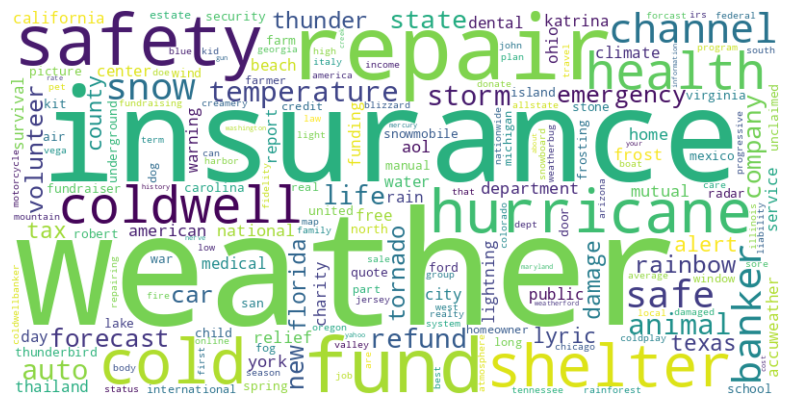 california
estate
security
thunder
state
dental
katrina
forcast
irs
federal
blue
kid
gun
safety
repair
channel
farm
georgia
high
italy
john
plan
ohio
travel
program
south
creek
picture
center
doe
wind
beach
america
income
climate
health
information
rate
pet
farmer
survival
kit
county
snow
temperature
storm
island
emergency
virginia
donate
allstate
fundraising
creamery
credit
blizzard
stone
air
underground
warning
report
law
light
funding
snowmobile
aol
nationwide
michigan
frosting
home
company
unclaimed
volunteer
vega
term
can
washington
harbor
mercury
snowboard
weatherbug
about
your
boat
frost
mexico
progressive
motorcycle
insurance
dog
fidelity
manual
water
service
fundraiser
carolina
real
life
that
department
mutual
radar
care
mountain
history
coldwell
rain
hurricane
door
arizona
illinois
liability
tax
robert
american
national
united
free
map
family
north
colorado
dept
alert
sore
repairing
war
low
medical
weather
sale
quote
tornado
ford
group
damage
average
window
rainbow
banker
maryland
nurse
fire
car
san
new florida
charity
part
jersey
city
west
realty
system
lightning
public
weatherford
local
damaged
cost
accuweather
coldwellbanker
day
forecast
lake
child
relief
refund
oregon
yahoo
homeowner
lyric
safe
animal
texas
thunderbird
online
first
fog
york
valley
are
long
chicago
coldplay
auto
body
cold
season
fund
job
best
atmosphere
shelter
thailand
status
international
spring
tennessee
rainforest
school